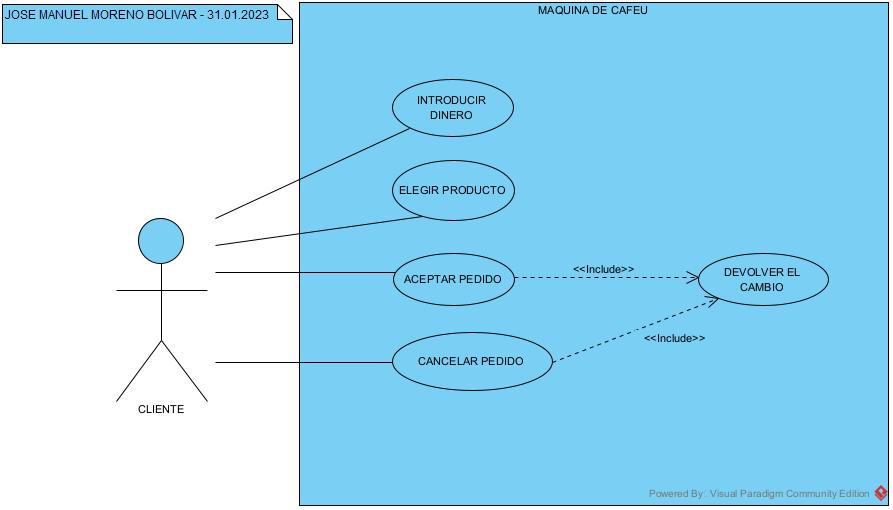 JOSE MANUEL MORENO BOLIVAR - 31.01.2023
MAQUINA DE CAFEU
INTRODUCIR
DINERO
ELEGIR PRODUCTO
ACEPTAR PEDIDO
<<Include>>
DEVOLVER EL
CAMBIO
<<Include>>
CANCELAR PEDIDO
CLIENTE
Powered By: Visual Paradigm Community Edition